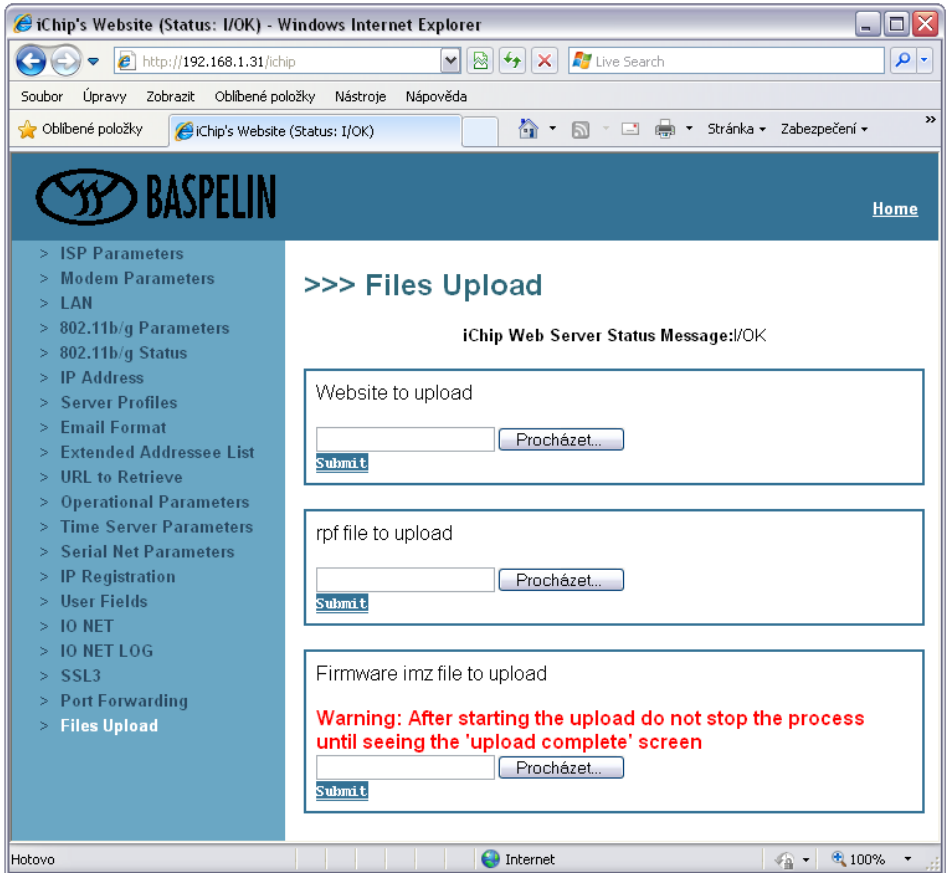 iChip's Website (Status: I/OK) - Windows Internet Explorer
http://192.168.1.31/ichip
Live Search
Soubor Úpravy Zobrazit Oblíbené položky Nástroje Nápověda
Oblíbené položky iChip's Website (Status: I/OK) Stránka Zabezpečení »
BASPELIN
Home
> ISP Parameters
> Modem Parameters
> LAN
> 802.11b/g Parameters
> 802.11b/g Status
> IP Address
> Server Profiles
> Email Format
> Extended Addressee List
> URL to Retrieve
> Operational Parameters
> Time Server Parameters
> Serial Net Parameters
> IP Registration
> User Fields
> IO NET
> IO NET LOG
> SSL3
> Port Forwarding
> Files Upload
>>> Files Upload
iChip Web Server Status Message:I/OK
Website to upload
Procházet...
Submit
rpf file to upload
Procházet...
Submit
Firmware imz file to upload
Warning: After starting the upload do not stop the process
until seeing the 'upload complete' screen
Procházet...
Submit
Hotovo Internet 100%